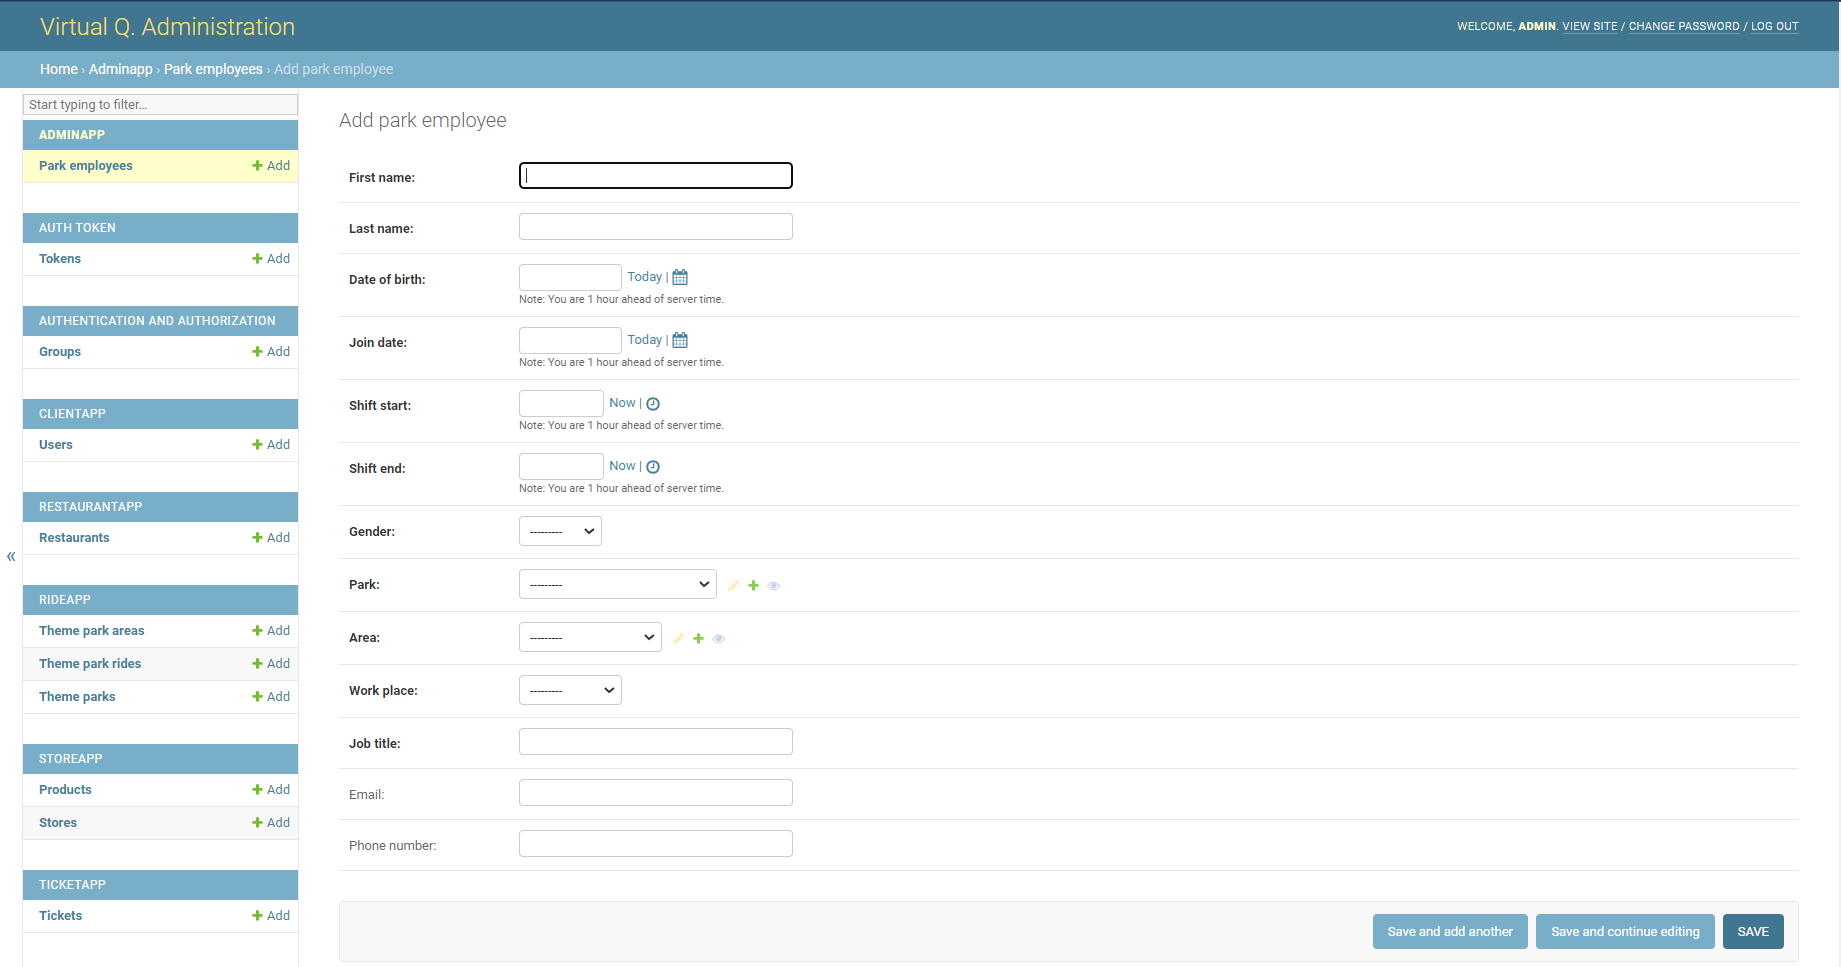 Virtual Q. Administration
WELCOME, ADMIN. VIEW SITE / CHANGE PASSWORD / LOG OUT
Home › Adminapp › Park employees › Add park employee
Start typing to filter...
ADMINAPP
Park employees Add
AUTH TOKEN
Tokens Add
AUTHENTICATION AND AUTHORIZATION
Groups Add
CLIENTAPP
Users Add
RESTAURANTAPP
Restaurants Add
«
RIDEAPP
Theme park areas Add
Theme park rides Add
Theme parks Add
STOREAPP
Products Add
Stores Add
TICKETAPP
Tickets Add
Add park employee
First name:
Last name:
Date of birth: Today |
Note: You are 1 hour ahead of server time.
Join date: Today |
Note: You are 1 hour ahead of server time.
Shift start: Now |
Note: You are 1 hour ahead of server time.
Shift end: Now |
Note: You are 1 hour ahead of server time.
Gender: ---------
Park: ---------
Area: ---------
Work place: ---------
Job title:
Email:
Phone number:
Save and add another Save and continue editing SAVE